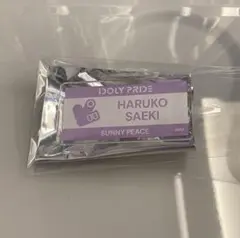 IDOLY PRIDE
HARUKO
SAEKI
SUNNY PEACE